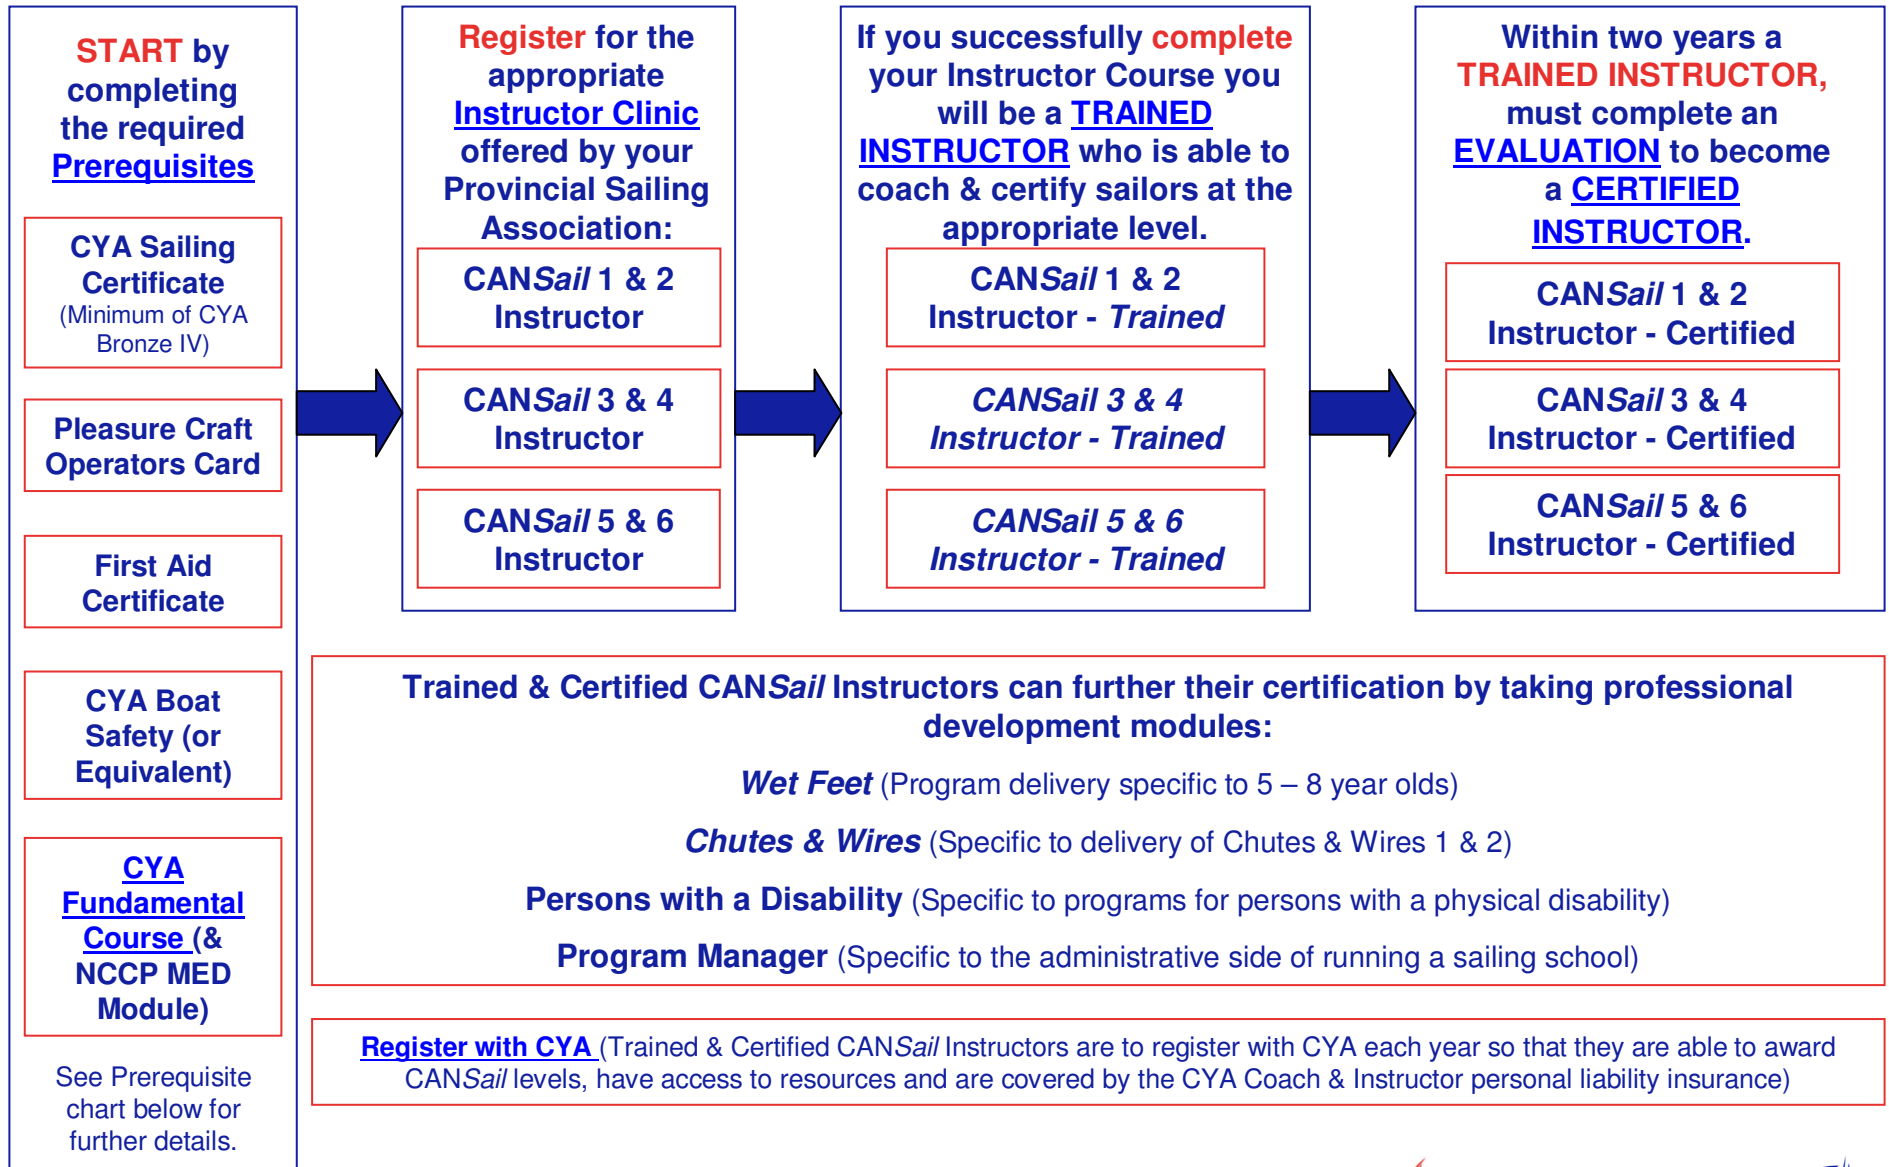 START by
completing
the required
Prerequisites
CYA Sailing
Certificate
(Minimum of CYA
Bronze IV)
Pleasure Craft
Operators Card
First Aid
Certificate
CYA Boat
Safety (or
Equivalent)
CYA
Fundamental
Course (&
NCCP MED
Module)
See Prerequisite
chart below for
further details.
Register for the
appropriate
Instructor Clinic
offered by your
Provincial Sailing
Association:
CANSail 1 & 2
Instructor
CANSail 3 & 4
Instructor
CANSail 5 & 6
Instructor
If you successfully complete
your Instructor Course you
will be a TRAINED
INSTRUCTOR who is able to
coach & certify sailors at the
appropriate level.
CANSail 1 & 2
Instructor - Trained
CANSail 3 & 4
Instructor - Trained
CANSail 5 & 6
Instructor - Trained
Within two years a
TRAINED INSTRUCTOR,
must complete an
EVALUATION to become
a CERTIFIED
INSTRUCTOR.
CANSail 1 & 2
Instructor - Certified
CANSail 3 & 4
Instructor - Certified
CANSail 5 & 6
Instructor - Certified
Trained & Certified CANSail Instructors can further their certification by taking professional
development modules:
Wet Feet (Program delivery specific to 5 – 8 year olds)
Chutes & Wires (Specific to delivery of Chutes & Wires 1 & 2)
Persons with a Disability (Specific to programs for persons with a physical disability)
Program Manager (Specific to the administrative side of running a sailing school)
Register with CYA (Trained & Certified CANSail Instructors are to register with CYA each year so that they are able to award
CANSail levels, have access to resources and are covered by the CYA Coach & Instructor personal liability insurance)